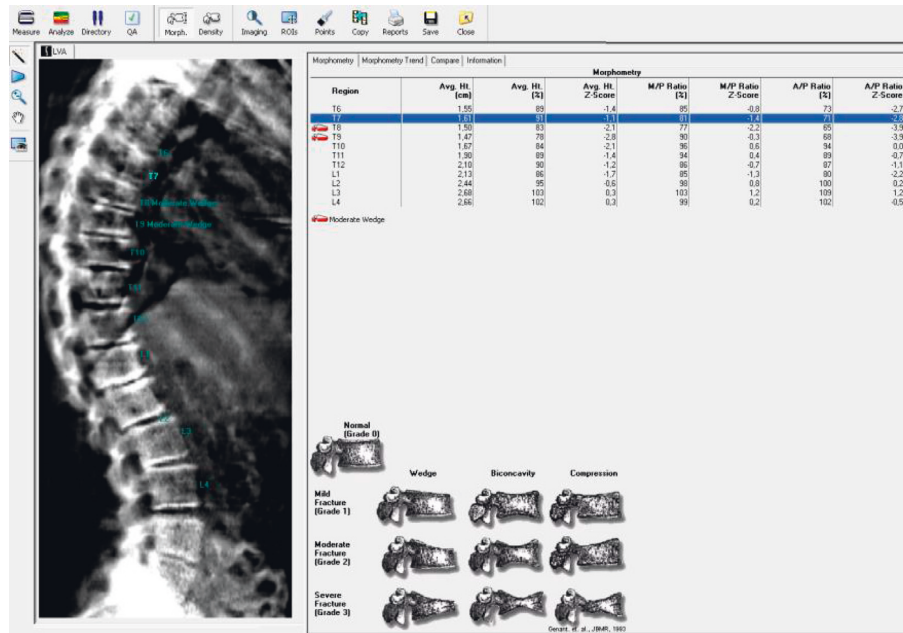 Measure Analyze Directory QA Morph. Density Imaging ROIs Points Copy Reports Save Close
LVA
Morphometry Morphometry Trend Compare Information
Morphometry
Region Avg. Ht. (cm) Avg. Ht. (%) Avg. Ht. Z-Score M/P Ratio (%) M/P Ratio Z-Score A/P Ratio (%) A/P Ratio Z-Score
T6 1,55 89 -1,4 85 -0,8 73 -2,7
T7 1,61 91 -1,1 81 -1,4 71 -2,8
T8 1,50 83 -2,1 77 -2,2 65 -3,9
T9 1,47 78 -2,8 90 -0,3 68 -3,9
T10 1,67 84 -2,1 96 0,6 94 0,0
T11 1,90 89 -1,4 94 0,4 89 -0,7
T12 2,10 90 -1,2 86 -0,7 87 -1,1
L1 2,13 86 -1,7 85 -1,3 80 -2,2
L2 2,44 95 -0,6 98 0,8 100 0,2
L3 2,68 103 0,3 103 1,2 109 1,2
L4 2,66 102 0,3 99 0,2 102 -0,5
Moderate Wedge
T6
T7
T8 Moderate Wedge
T9 Moderate Wedge
T10
T11
L2
L3
L4
Normal
(Grade 0)
Wedge Biconcavity Compression
Mild
Fracture
(Grade 1)
Moderate
Fracture
(Grade 2)
Severe
Fracture
(Grade 3)
Genant, et. al., JBMR, 1993